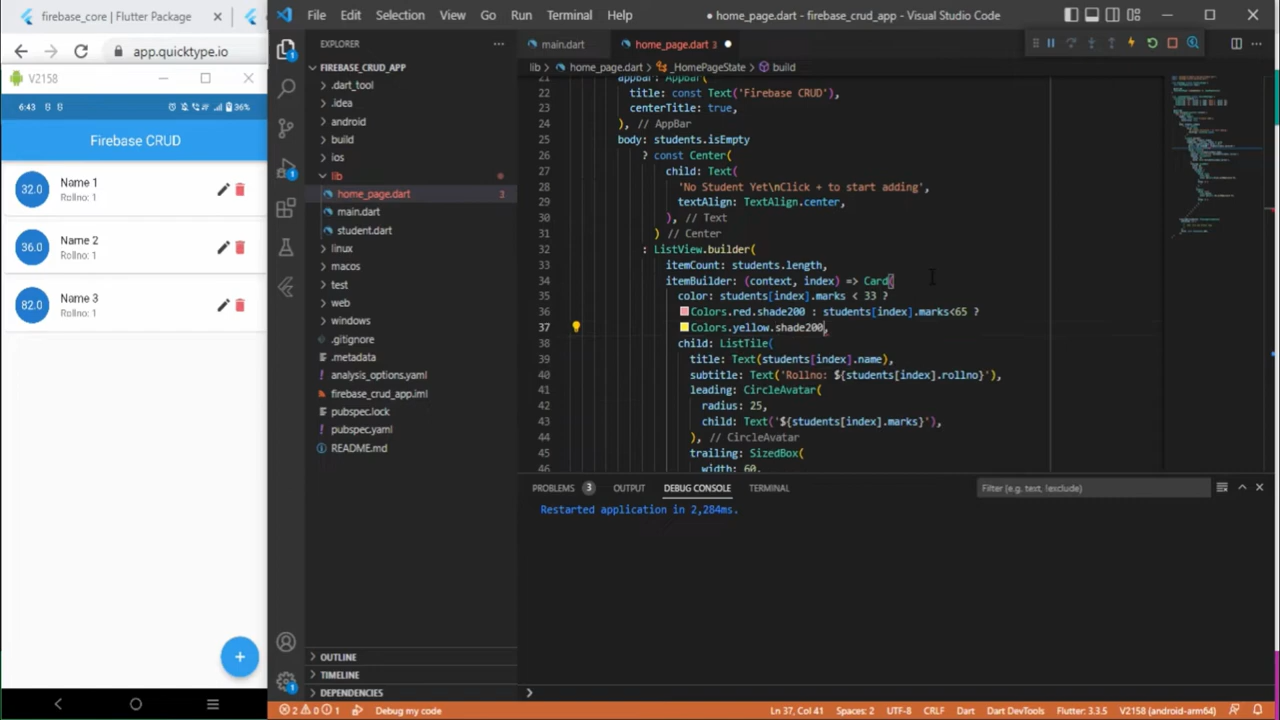 firebase_core | Flutter Package
app.quicktype.io
V2158
6:43 S S 36%
Firebase CRUD
32.0
Name 1
Rollno: 1
36.0
Name 2
Rollno: 1
82.0
Name 3
Rollno: 1
+
File Edit Selection View Go Run Terminal Help
● home_page.dart - firebase_crud_app - Visual Studio Code
EXPLORER
FIREBASE_CRUD_APP
.dart_tool
.idea
android
build
ios
lib
home_page.dart 3
main.dart
student.dart
linux
macos
test
web
windows
.gitignore
.metadata
analysis_options.yaml
firebase_crud_app.iml
pubspec.lock
pubspec.yaml
README.md
OUTLINE
TIMELINE
DEPENDENCIES
main.dart
home_page.dart 3 ●
lib > home_page.dart > _HomePageState > build
21 appBar: AppBar(
22 title: const Text('Firebase CRUD'),
23 centerTitle: true,
24 ), // AppBar
25 body: students.isEmpty
26 ? const Center(
27 child: Text(
28 'No Student Yet\nClick + to start adding',
29 textAlign: TextAlign.center,
30 ), // Text
31 ) // Center
32 : ListView.builder(
33 itemCount: students.length,
34 itemBuilder: (context, index) => Card(
35 color: students[index].marks < 33 ?
36 Colors.red.shade200 : students[index].marks<65 ?
37 Colors.yellow.shade200,
38 child: ListTile(
39 title: Text(students[index].name),
40 subtitle: Text('Rollno: ${students[index].rollno}'),
41 leading: CircleAvatar(
42 radius: 25,
43 child: Text('${students[index].marks}'),
44 ), // CircleAvatar
45 trailing: SizedBox(
46 width: 60,
PROBLEMS 3 OUTPUT DEBUG CONSOLE TERMINAL
Filter (e.g. text, !exclude)
Restarted application in 2,284ms.
2 0 1 Debug my code
Ln 37, Col 41 Spaces: 2 UTF-8 CRLF Dart Dart DevTools Flutter: 3.3.5 V2158 (android-arm64)